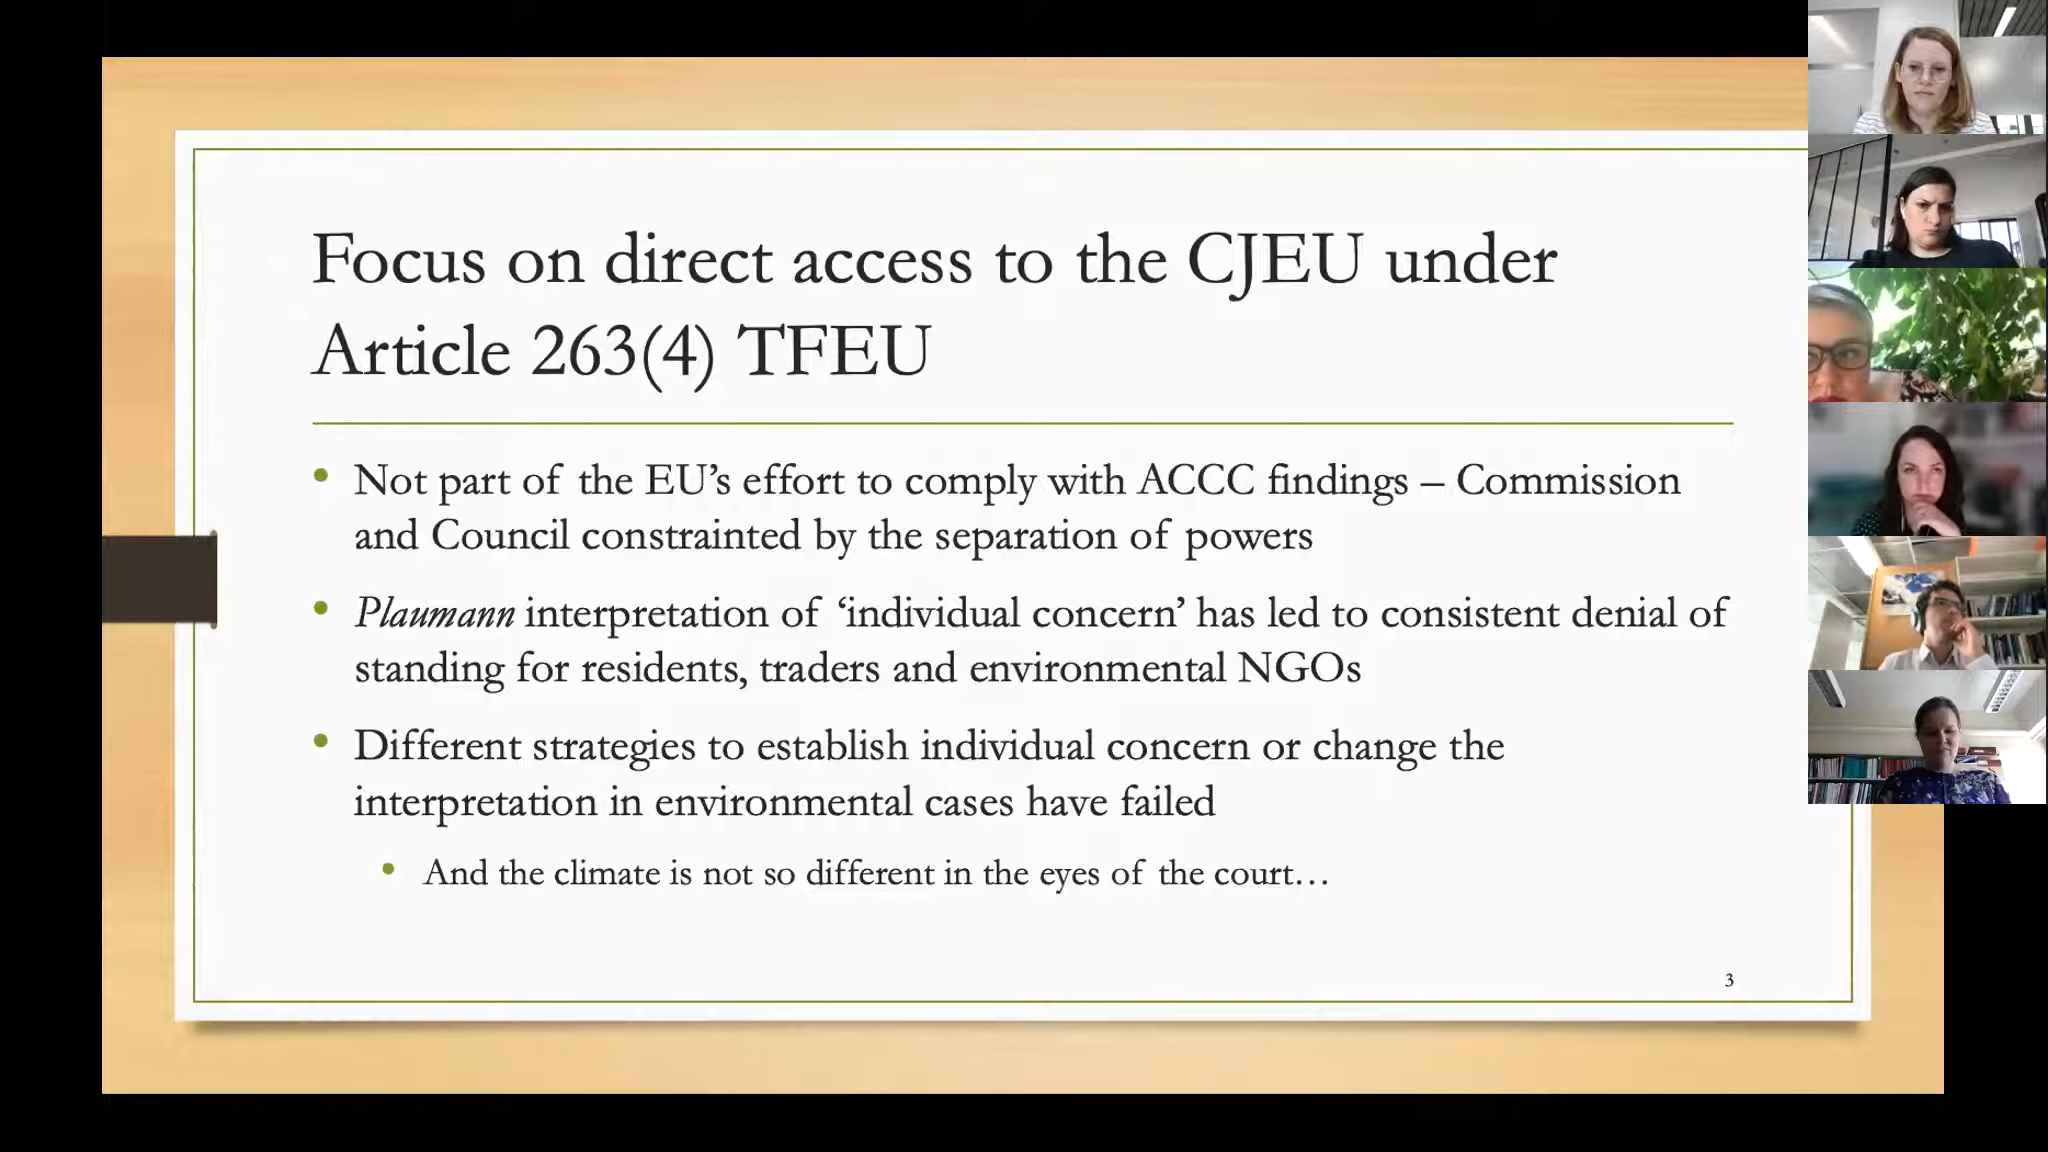 Focus on direct access to the CJEU under
Article 263(4) TFEU
• Not part of the EU’s effort to comply with ACCC findings – Commission
and Council constrainted by the separation of powers
• Plaumann interpretation of ‘individual concern’ has led to consistent denial of
standing for residents, traders and environmental NGOs
• Different strategies to establish individual concern or change the
interpretation in environmental cases have failed
• And the climate is not so different in the eyes of the court…
3